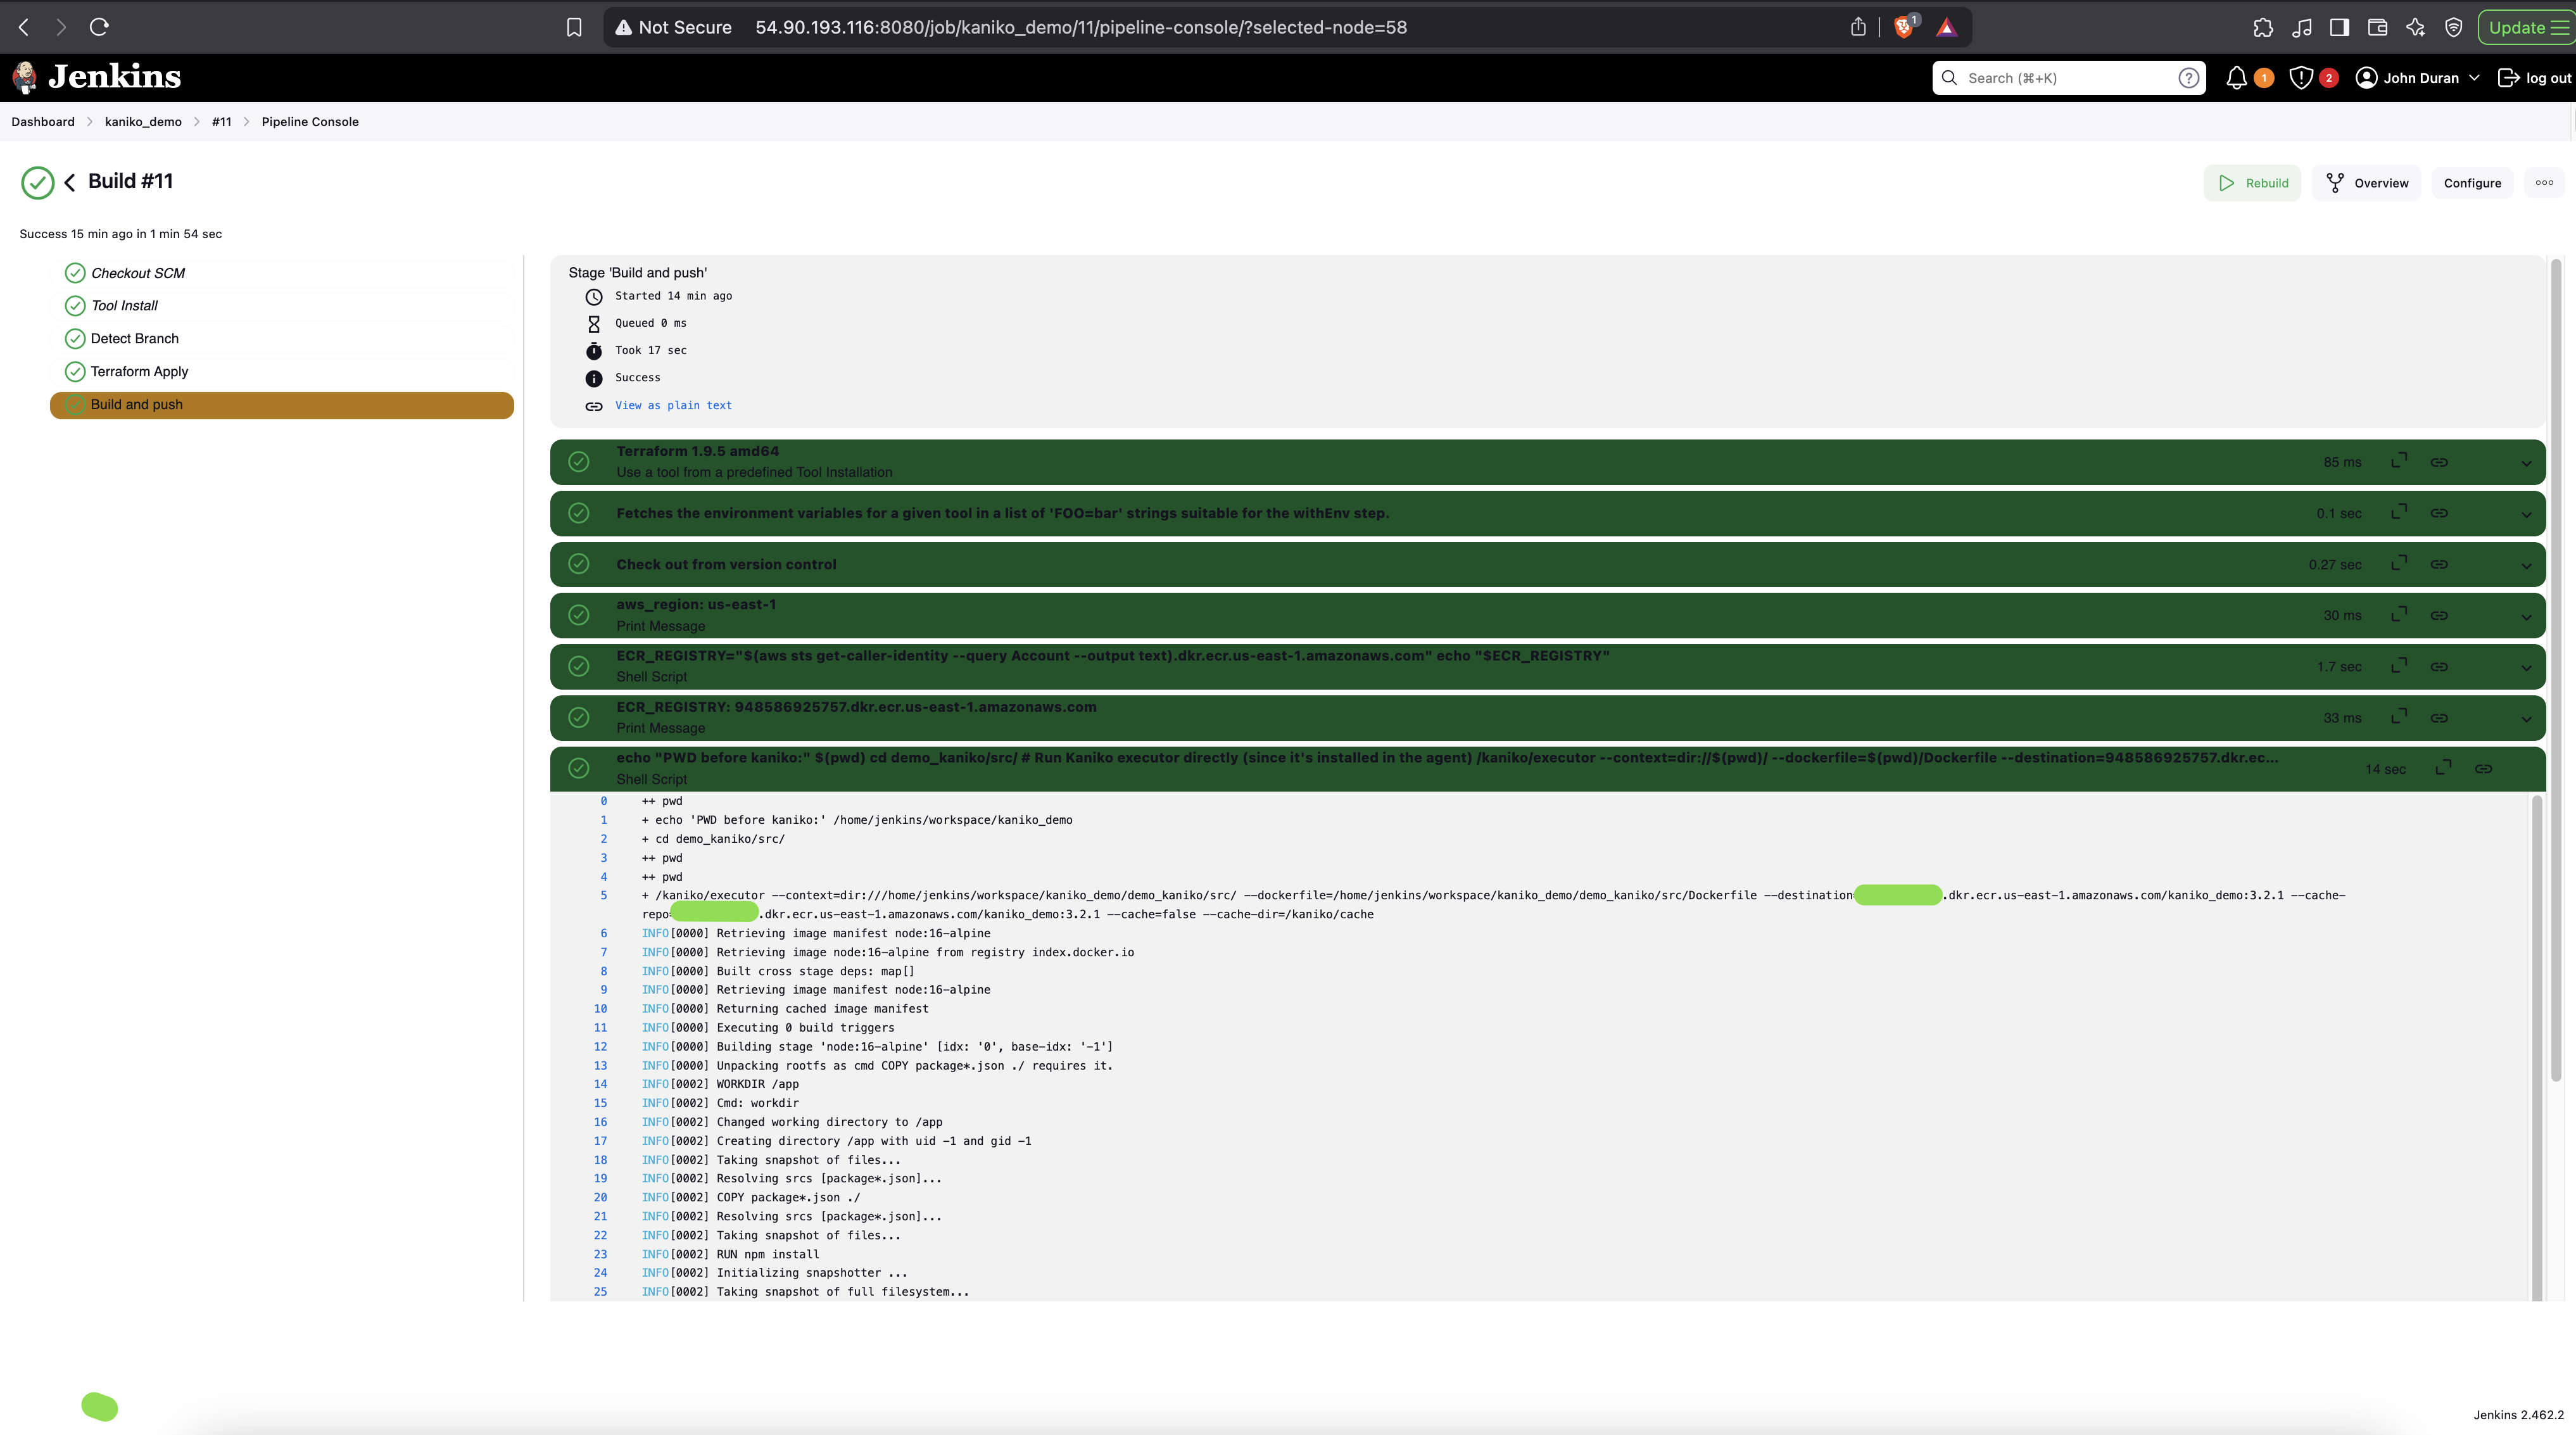 Not Secure 54.90.193.116:8080/job/kaniko_demo/11/pipeline-console/?selected-node=58 1 Update
Jenkins Search (⌘+K) ? 1 2 John Duran log out
Dashboard kaniko_demo #11 Pipeline Console
Build #11 Rebuild Overview Configure
Success 15 min ago in 1 min 54 sec
Checkout SCM
Tool Install
Detect Branch
Terraform Apply
Build and push
Stage 'Build and push'
Started 14 min ago
Queued 0 ms
Took 17 sec
Success
View as plain text
Terraform 1.9.5 amd64
Use a tool from a predefined Tool Installation
85 ms
Fetches the environment variables for a given tool in a list of 'FOO=bar' strings suitable for the withEnv step.
0.1 sec
Check out from version control
0.27 sec
aws_region: us-east-1
Print Message
30 ms
ECR_REGISTRY="$(aws sts get-caller-identity --query Account --output text).dkr.ecr.us-east-1.amazonaws.com" echo "$ECR_REGISTRY"
Shell Script
1.7 sec
ECR_REGISTRY: 948586925757.dkr.ecr.us-east-1.amazonaws.com
Print Message
33 ms
echo "PWD before kaniko:" $(pwd) cd demo_kaniko/src/ # Run Kaniko executor directly (since it's installed in the agent) /kaniko/executor --context=dir://$(pwd)/ --dockerfile=$(pwd)/Dockerfile --destination=948586925757.dkr.ec...
Shell Script
14 sec
0 ++ pwd
1 + echo 'PWD before kaniko:' /home/jenkins/workspace/kaniko_demo
2 + cd demo_kaniko/src/
3 ++ pwd
4 ++ pwd
5 + /kaniko/executor --context=dir:///home/jenkins/workspace/kaniko_demo/demo_kaniko/src/ --dockerfile=/home/jenkins/workspace/kaniko_demo/demo_kaniko/src/Dockerfile --destination .dkr.ecr.us-east-1.amazonaws.com/kaniko_demo:3.2.1 --cache-
repo= .dkr.ecr.us-east-1.amazonaws.com/kaniko_demo:3.2.1 --cache=false --cache-dir=/kaniko/cache
6 INFO[0000] Retrieving image manifest node:16-alpine
7 INFO[0000] Retrieving image node:16-alpine from registry index.docker.io
8 INFO[0000] Built cross stage deps: map[]
9 INFO[0000] Retrieving image manifest node:16-alpine
10 INFO[0000] Returning cached image manifest
11 INFO[0000] Executing 0 build triggers
12 INFO[0000] Building stage 'node:16-alpine' [idx: '0', base-idx: '-1']
13 INFO[0000] Unpacking rootfs as cmd COPY package*.json ./ requires it.
14 INFO[0002] WORKDIR /app
15 INFO[0002] Cmd: workdir
16 INFO[0002] Changed working directory to /app
17 INFO[0002] Creating directory /app with uid -1 and gid -1
18 INFO[0002] Taking snapshot of files...
19 INFO[0002] Resolving srcs [package*.json]...
20 INFO[0002] COPY package*.json ./
21 INFO[0002] Resolving srcs [package*.json]...
22 INFO[0002] Taking snapshot of files...
23 INFO[0002] RUN npm install
24 INFO[0002] Initializing snapshotter ...
25 INFO[0002] Taking snapshot of full filesystem...
Jenkins 2.462.2